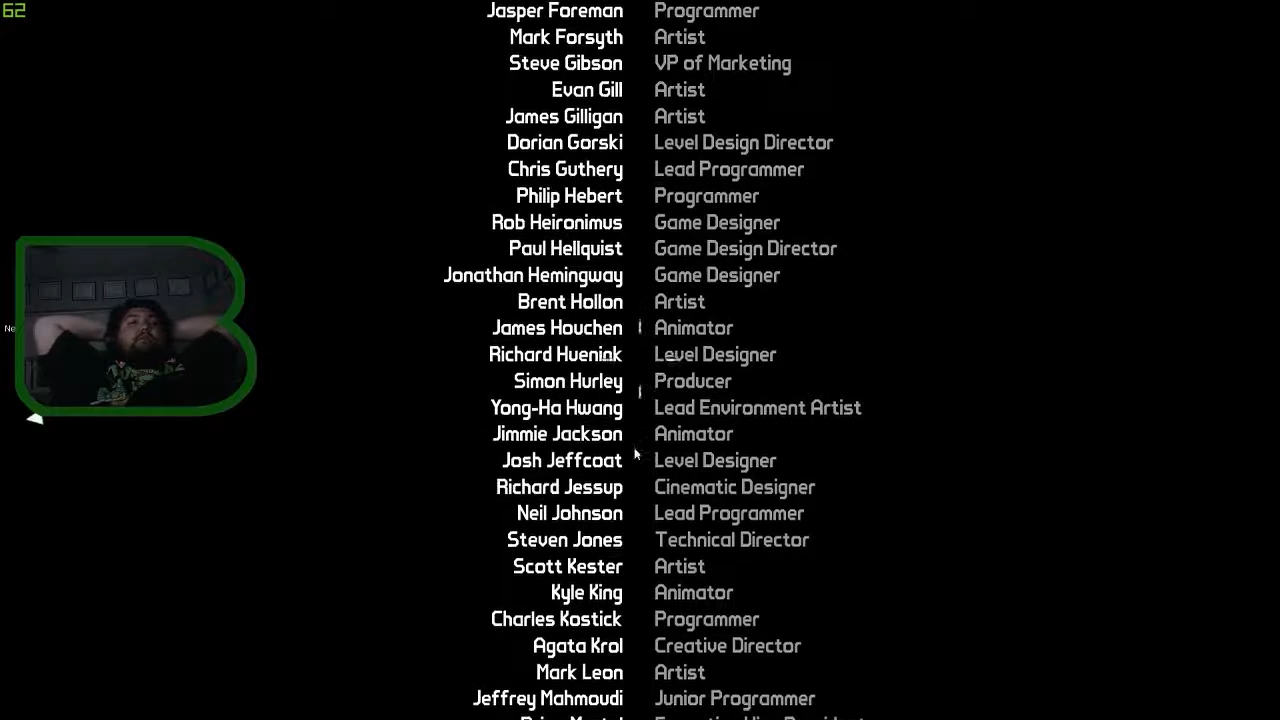 62
Jasper Foreman Programmer
Mark Forsyth Artist
Steve Gibson VP of Marketing
Evan Gill Artist
James Gilligan Artist
Dorian Gorski Level Design Director
Chris Guthery Lead Programmer
Philip Hebert Programmer
Rob Heironimus Game Designer
Paul Hellquist Game Design Director
Jonathan Hemingway Game Designer
Brent Hollon Artist
James Houchen Animator
Ne
Richard Huenink Level Designer
Simon Hurley Producer
Yong-Ha Hwang Lead Environment Artist
Jimmie Jackson Animator
Josh Jeffcoat Level Designer
Richard Jessup Cinematic Designer
Neil Johnson Lead Programmer
Steven Jones Technical Director
Scott Kester Artist
Kyle King Animator
Charles Kostick Programmer
Agata Krol Creative Director
Mark Leon Artist
Jeffrey Mahmoudi Junior Programmer